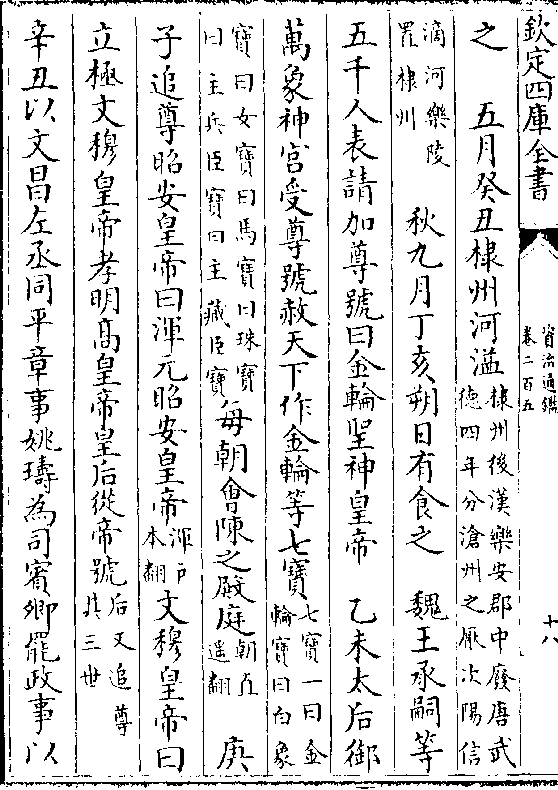 欽定四庫全書
資治通鑑
卷二百五
十八
之　五月癸丑棣州河溢
棣州後漢樂安郡中廢唐武
德四年分滄州之厭次陽信
滴河樂陵
置棣州
秋九月丁亥朔日有食之　魏王承嗣等
五千人表請加尊號曰金輪聖神皇帝　乙未太后御
萬象神宮受尊號赦天下作金輪等七寶
七寶一曰金
輪寶曰白象
寶曰女寶曰馬寶曰珠寶
曰主兵臣寶曰主藏臣寶
每朝會陳之殿庭
朝直
遥翻
庚
子追尊昭安皇帝曰渾元昭安皇帝
渾户
本翻
文穆皇帝曰
立極文穆皇帝孝明高皇帝皇后從帝號
后又追尊
其三世
辛丑以文昌左丞同平章事姚璹為司賓卿罷政事以